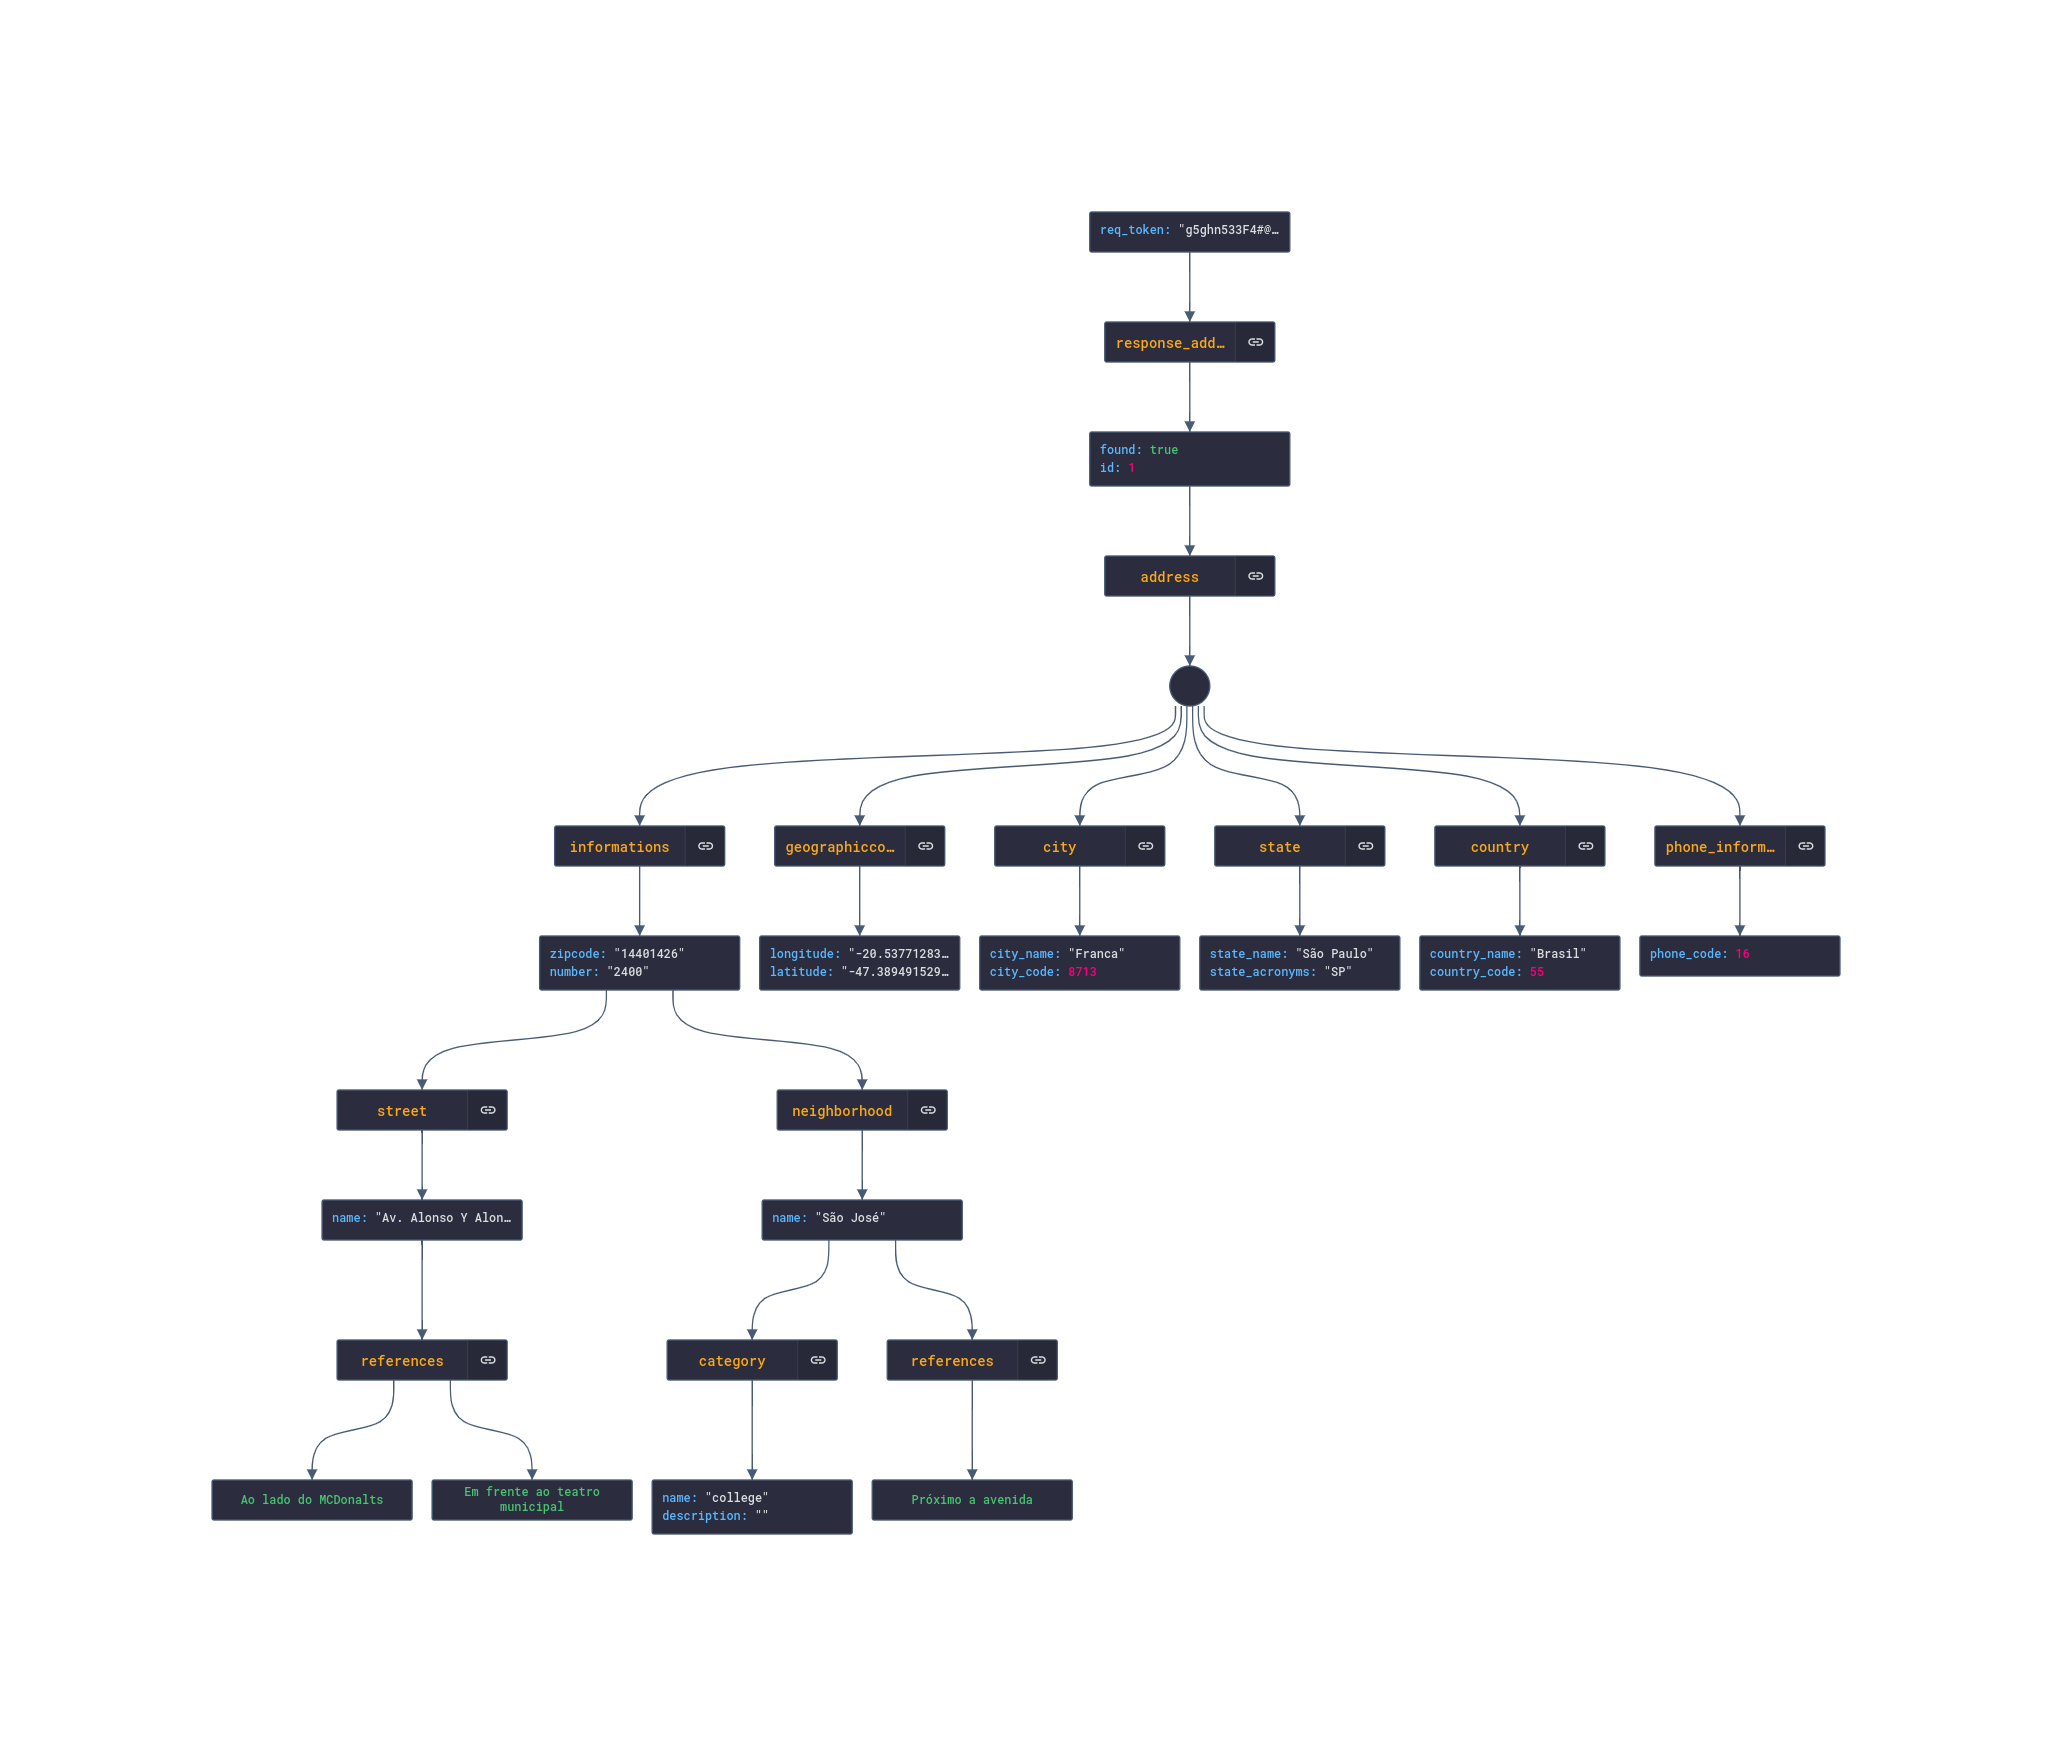 req_token: "g5ghn533F4#@…
response_add…
found: true
id: 1
address
informations
geographicco…
city
state
country
phone_inform…
zipcode: "14401426"
number: "2400"
longitude: "-20.53771283…
latitude: "-47.389491529…
city_name: "Franca"
city_code: 8713
state_name: "São Paulo"
state_acronyms: "SP"
country_name: "Brasil"
country_code: 55
phone_code: 16
street
neighborhood
name: "Av. Alonso Y Alon…
name: "São José"
references
category
references
Ao lado do MCDonalts
Em frente ao teatro
municipal
name: "college"
description: ""
Próximo a avenida